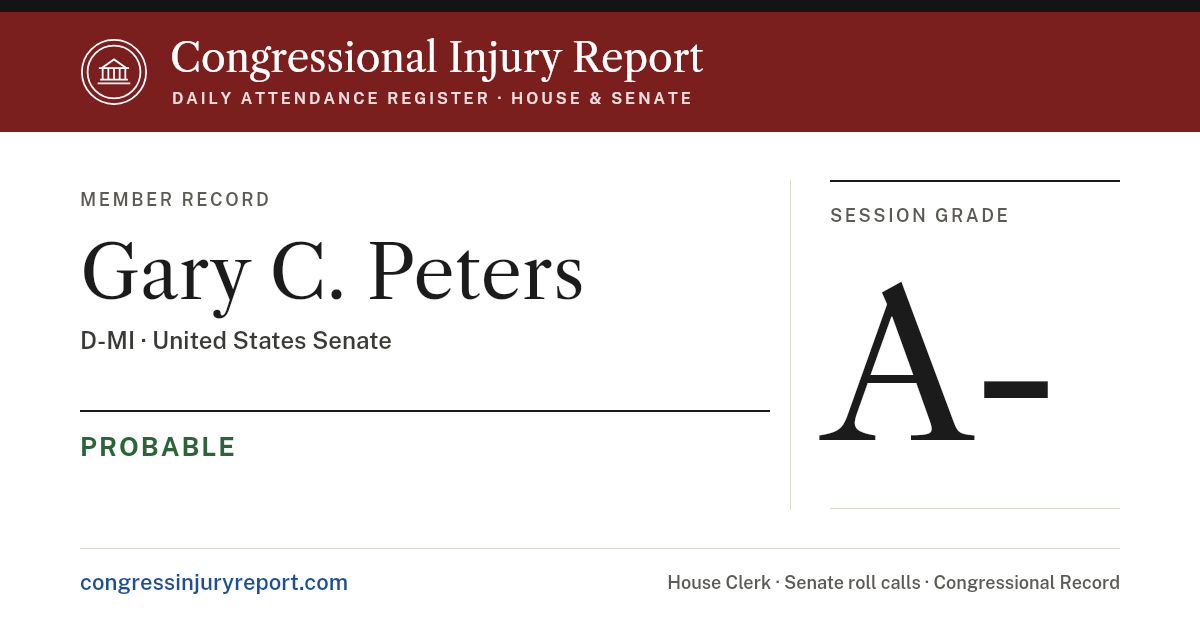 Congressional Injury Report
DAILY ATTENDANCE REGISTER · HOUSE & SENATE
MEMBER RECORD
Gary C. Peters
D-MI · United States Senate
PROBABLE
SESSION GRADE
A-
congressinjuryreport.com
House Clerk · Senate roll calls · Congressional Record